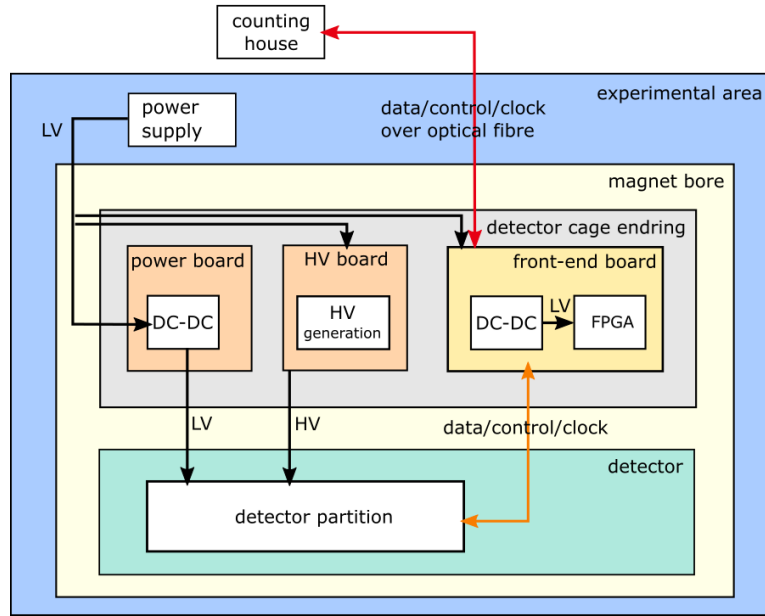 counting
house
experimental area
power
supply
LV
data/control/clock
over optical fibre
magnet bore
detector cage endring
power board
HV board
front-end board
DC-DC
HV
generation
DC-DC
LV
FPGA
LV
HV
data/control/clock
detector
detector partition